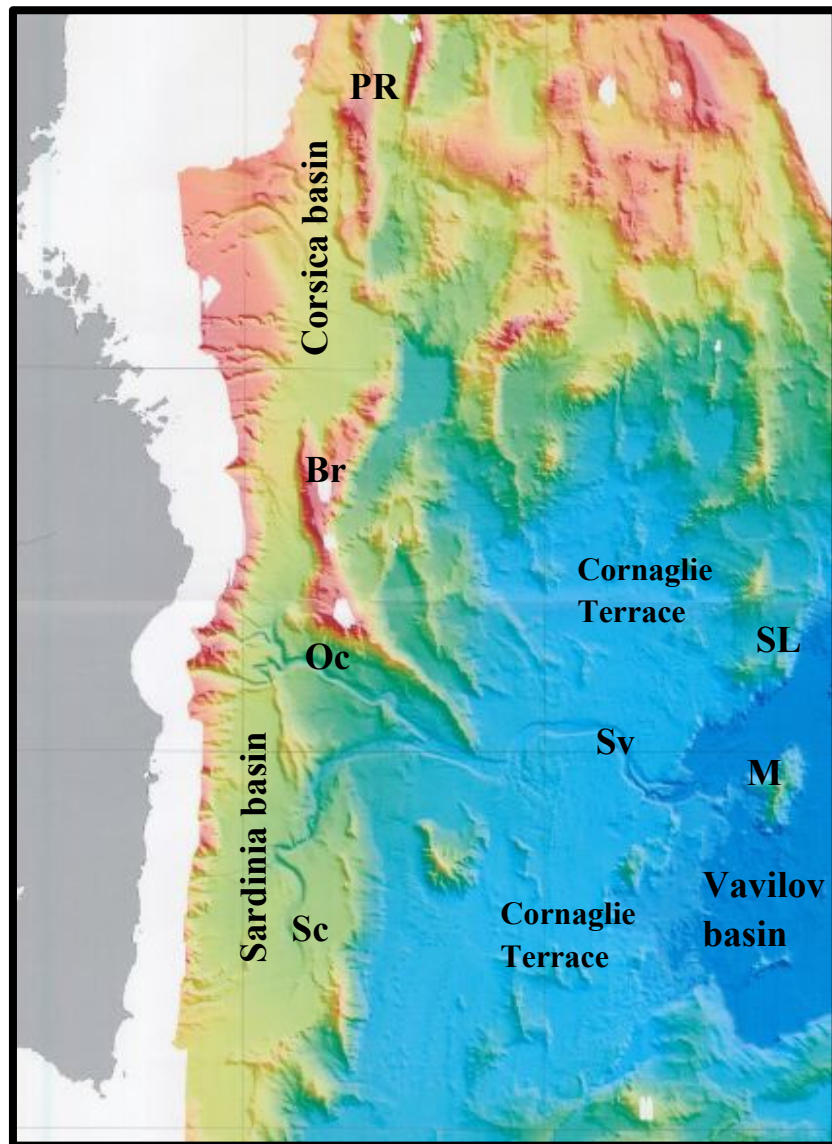 PR
Corsica basin
Br
Cornaglie
Terrace
SL
Oc
Sv
M
Sardinia basin
Vavilov
basin
Cornaglie
Terrace
Sc